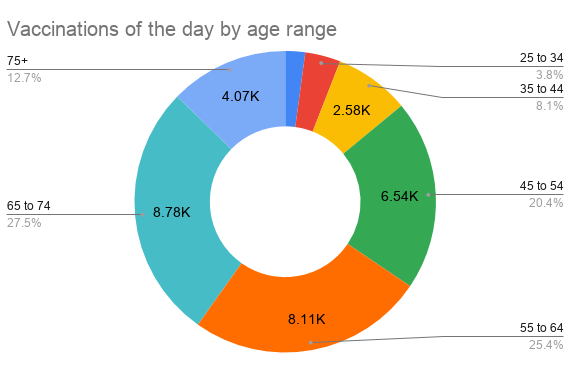 Vaccinations of the day by age range
75+
12.7%
25 to 34
3.8%
35 to 44
8.1%
4.07K
2.58K
45 to 54
20.4%
6.54K
65 to 74
27.5%
8.78K
8.11K
55 to 64
25.4%